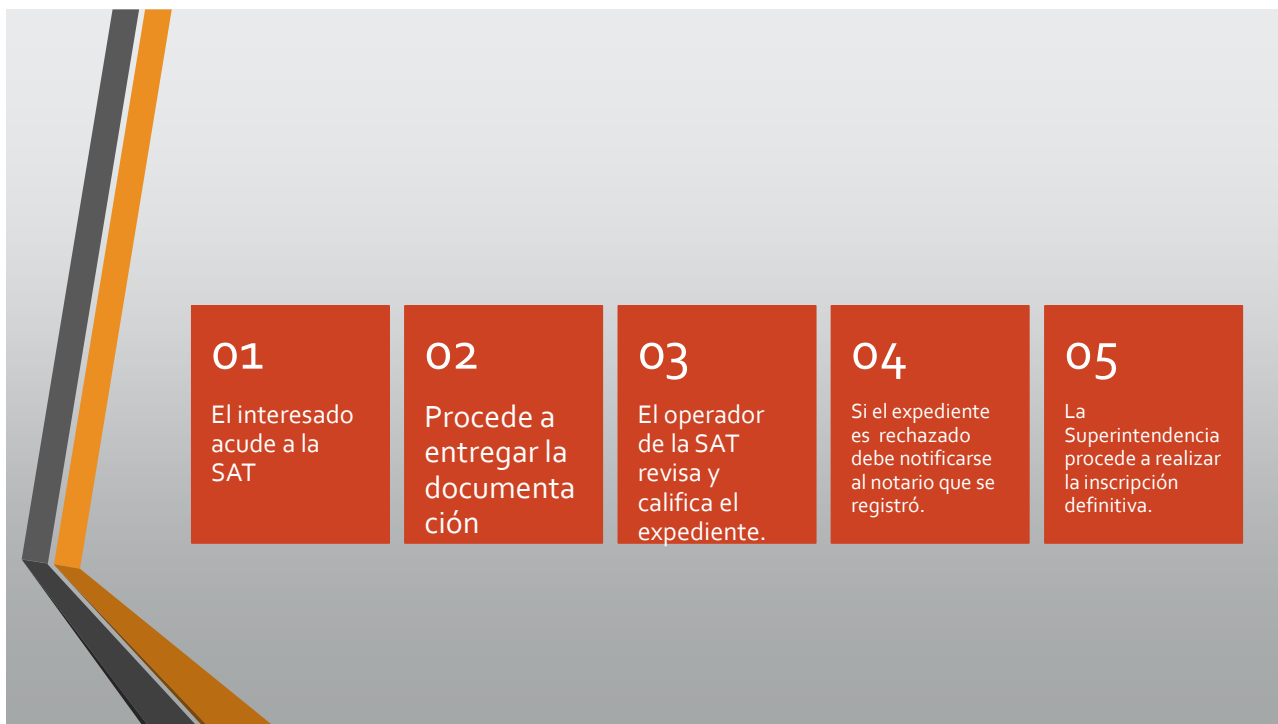 01
El interesado
acude a la
SAT
02
Procede a
entregar la
documenta
ción
03
El operador
de la SAT
revisa y
califica el
expediente.
04
Si el expediente
es  rechazado
debe notificarse
al notario que se
registró.
05
La
Superintendencia
procede a realizar
la inscripción
definitiva.